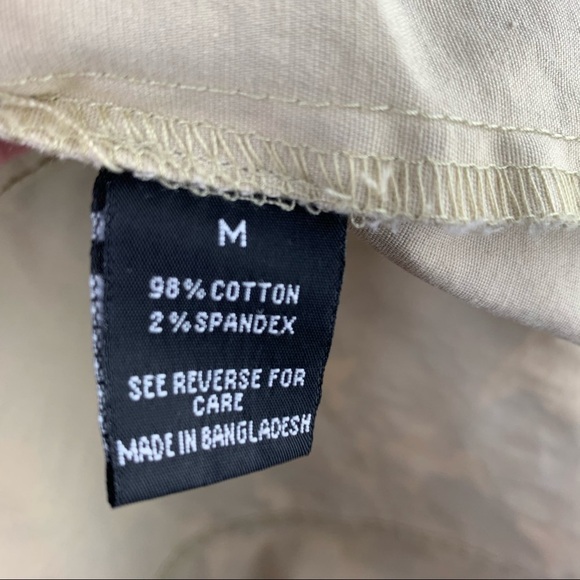 M
98% COTTON
2% SPANDEX
SEE REVERSE FOR
CARE
MADE IN BANGLADESH